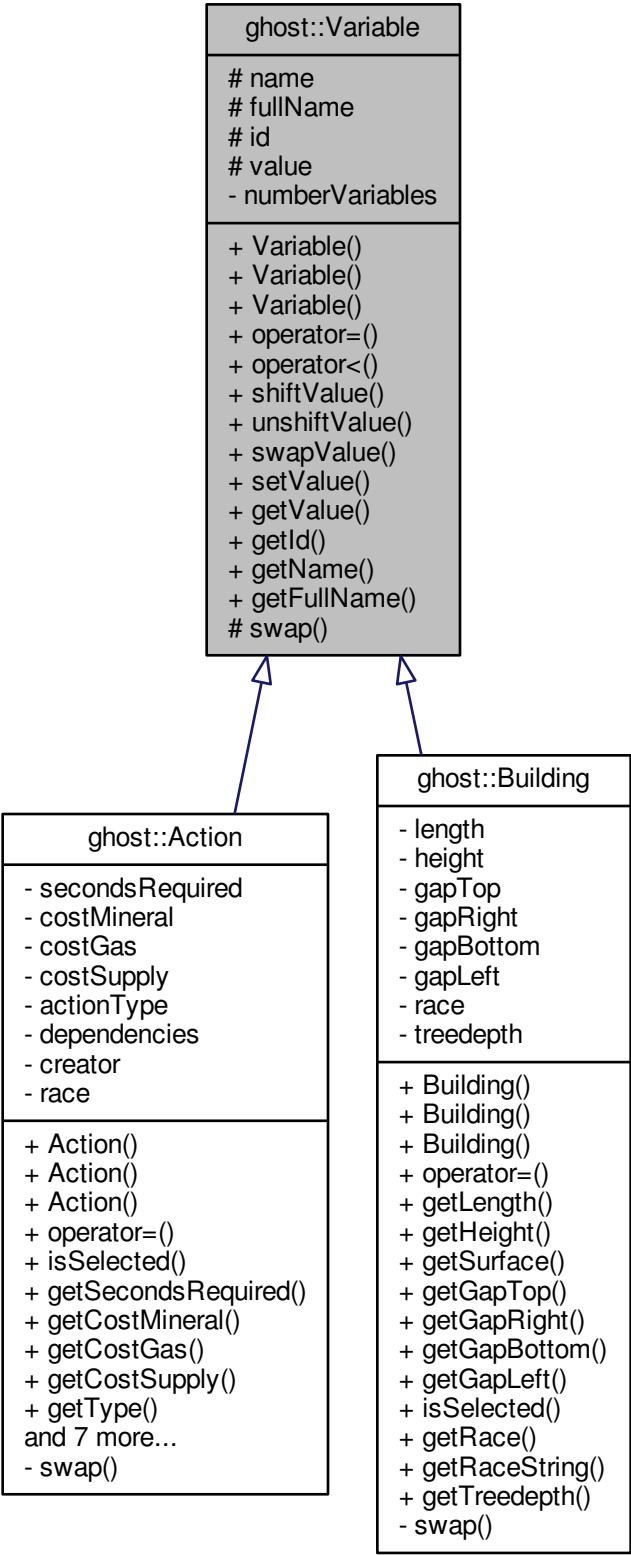 ghost::Variable
# name
# fullName
# id
# value
- numberVariables
+ Variable()
+ Variable()
+ Variable()
+ operator=()
+ operator<()
+ shiftValue()
+ unshiftValue()
+ swapValue()
+ setValue()
+ getValue()
+ getId()
+ getName()
+ getFullName()
# swap()
ghost::Action
- secondsRequired
- costMineral
- costGas
- costSupply
- actionType
- dependencies
- creator
- race
+ Action()
+ Action()
+ Action()
+ operator=()
+ isSelected()
+ getSecondsRequired()
+ getCostMineral()
+ getCostGas()
+ getCostSupply()
+ getType()
and 7 more...
- swap()
ghost::Building
- length
- height
- gapTop
- gapRight
- gapBottom
- gapLeft
- race
- treedepth
+ Building()
+ Building()
+ Building()
+ operator=()
+ getLength()
+ getHeight()
+ getSurface()
+ getGapTop()
+ getGapRight()
+ getGapBottom()
+ getGapLeft()
+ isSelected()
+ getRace()
+ getRaceString()
+ getTreedepth()
- swap()